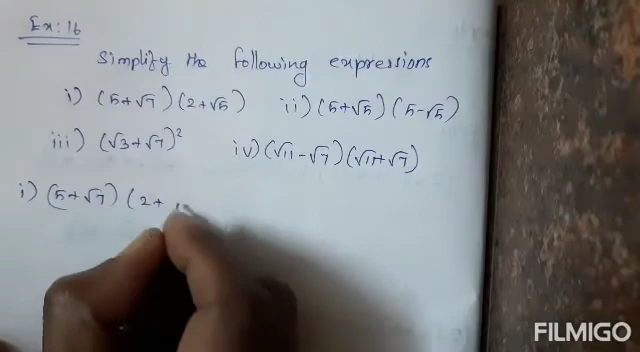 Ex: 16
Simplify the following expressions
i) (5+√7)(2+√5) ii) (5+√5)(5-√5)
iii) (√3+√7)² iv) (√11-√7)(√11+√7)
i) (5+√7)(2+
FILMIGO